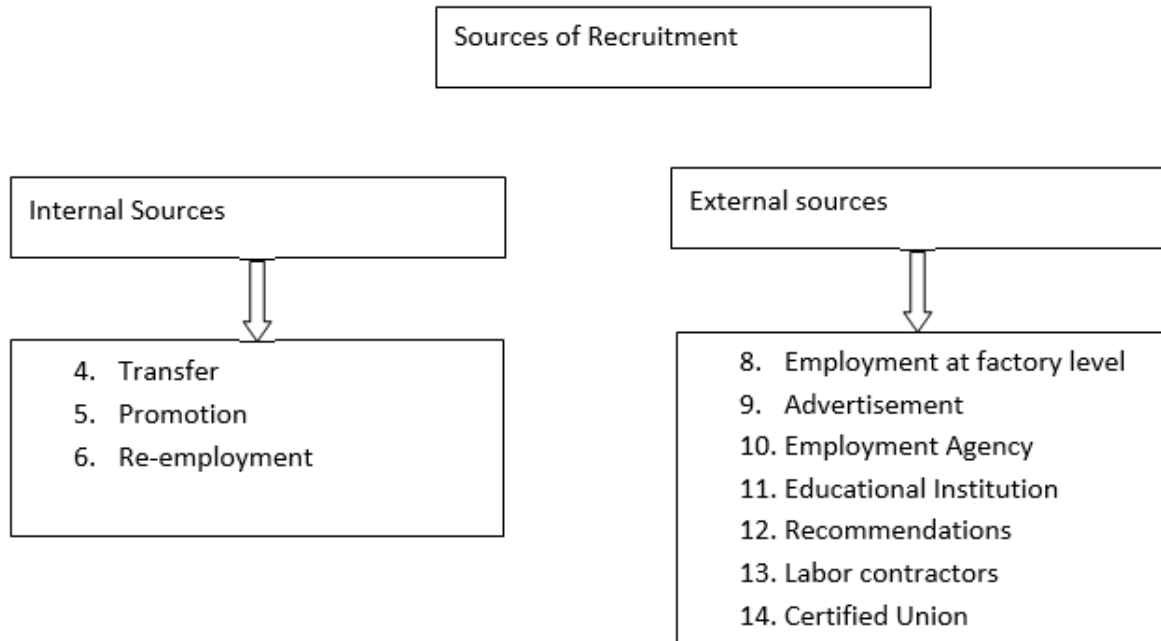 Sources of Recruitment
Internal Sources
4. Transfer
5. Promotion
6. Re-employment
External sources
8. Employment at factory level
9. Advertisement
10. Employment Agency
11. Educational Institution
12. Recommendations
13. Labor contractors
14. Certified Union